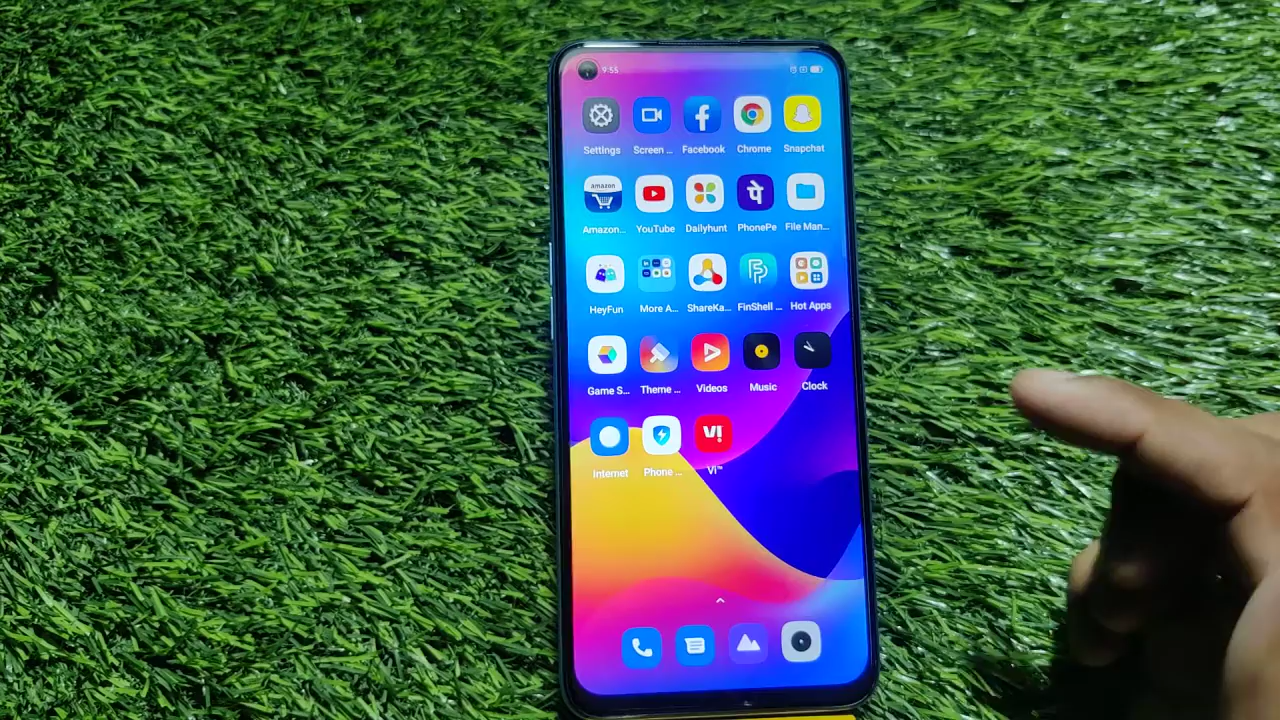 9:55
Settings Screen ... Facebook Chrome Snapchat
amazon
Amazon... YouTube Dailyhunt PhonePe File Man...
HeyFun More A... ShareKa... FinShell ... Hot Apps
Game S... Theme ... Videos Music Clock
VI!
Internet Phone ... Vi™